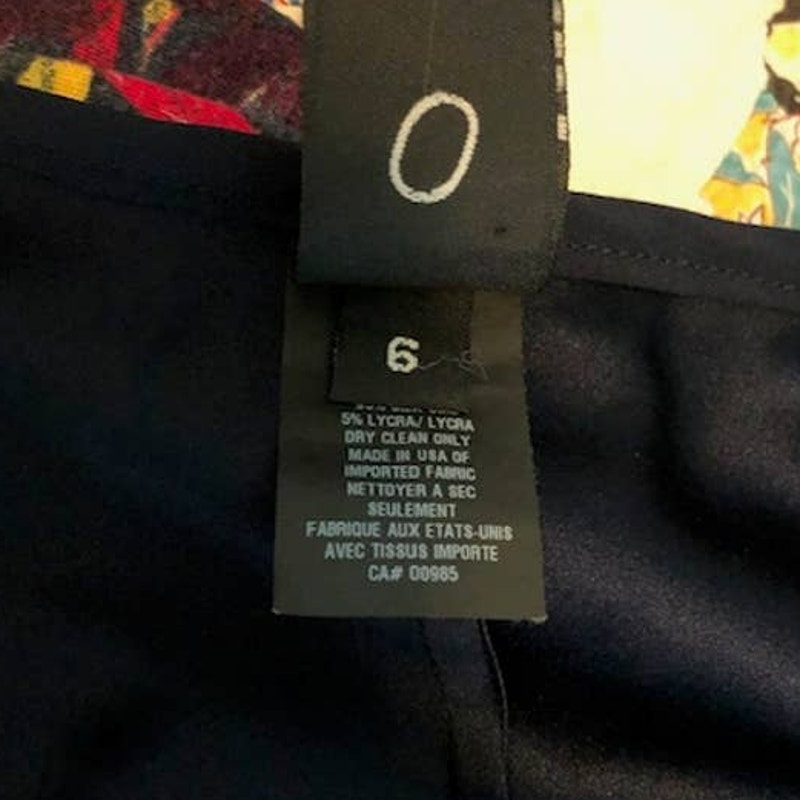 O
6
5% LYCRA/ LYCRA
DRY CLEAN ONLY
MADE IN USA OF
IMPORTED FABRIC
NETTOYER A SEC
SEULEMENT
FABRIQUE AUX ETATS-UNIS
AVEC TISSUS IMPORTE
CA# 00985